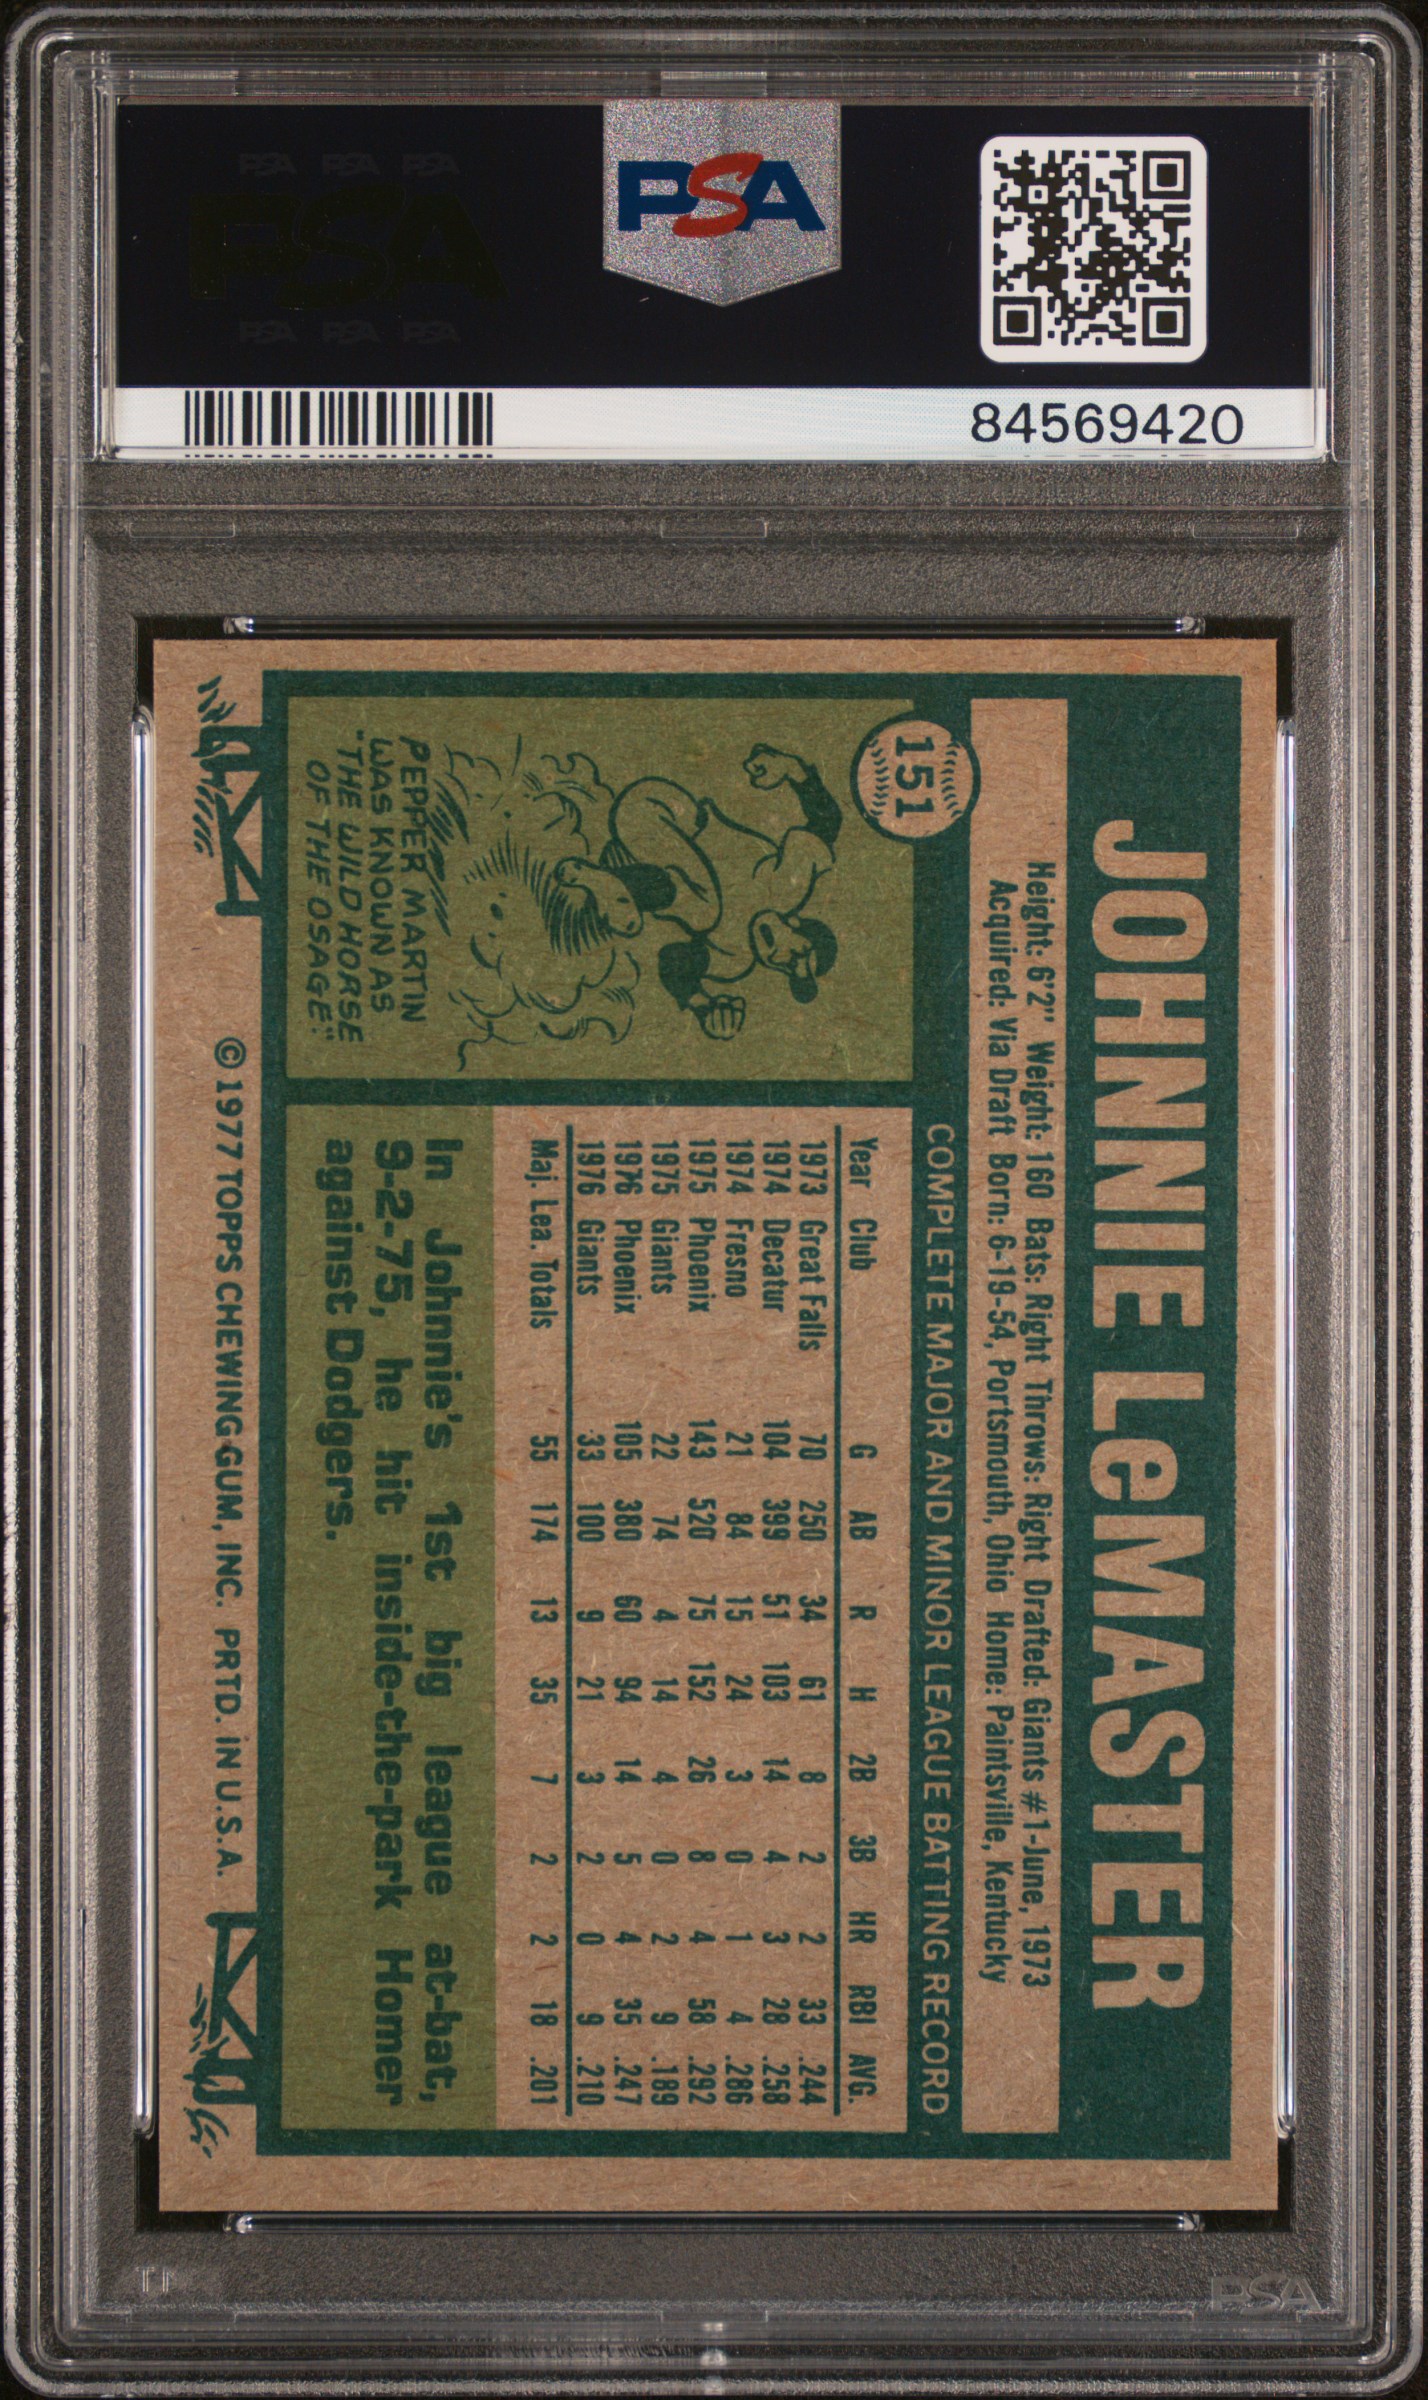 PSA PSA PSA
PSA
PSA PSA PSA
PSA
84569420
JOHNNIE LeMASTER
Height: 6'2" Weight: 160 Bats: Right Throws: Right Drafted: Giants #1-June, 1973
Acquired: Via Draft Born: 6-19-54, Portsmouth, Ohio Home: Paintsville, Kentucky
151
COMPLETE MAJOR AND MINOR LEAGUE BATTING RECORD
Year Club G AB R H 2B 3B HR RBI AVG.
1973 Great Falls 70 250 34 61 8 2 2 33 .244
1974 Decatur 104 399 51 103 14 4 3 28 .258
1974 Fresno 21 84 15 24 3 0 1 4 .286
1975 Phoenix 143 520 75 152 26 8 4 58 .292
1975 Giants 22 74 4 14 4 0 2 9 .189
1976 Phoenix 105 380 60 94 14 5 4 35 .247
1976 Giants 33 100 9 21 3 2 0 9 .210
Maj. Lea. Totals 55 174 13 35 7 2 2 18 .201
PEPPER MARTIN
WAS KNOWN AS
"THE WILD HORSE
OF THE OSAGE".
In Johnnie's 1st big league at-bat,
9-2-75, he hit inside-the-park Homer
against Dodgers.
©1977 TOPPS CHEWING GUM, INC. PRTD. IN U.S.A.
PSA